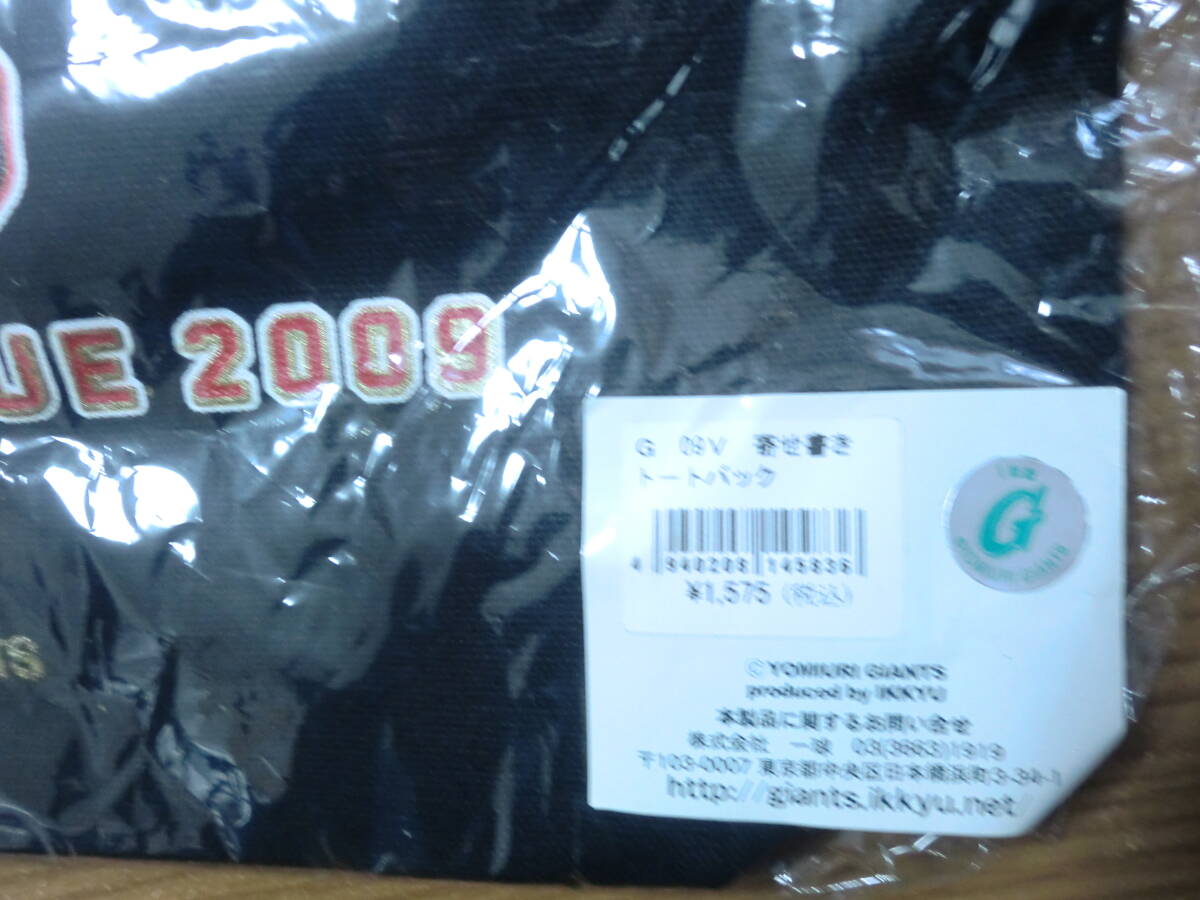 UE 2009
G 09V 寄せ書き
トートバック
4 940208 145836
¥1,575 (税込)
G
YOMIURI GIANTS
©YOMIURI GIANTS
produced by IKKYU
本製品に関するお問い合せ
株式会社 一球 03(3663)1919
〒103-0007 東京都中央区日本橋浜町3-34-1
http://giants.ikkyu.net/
NS